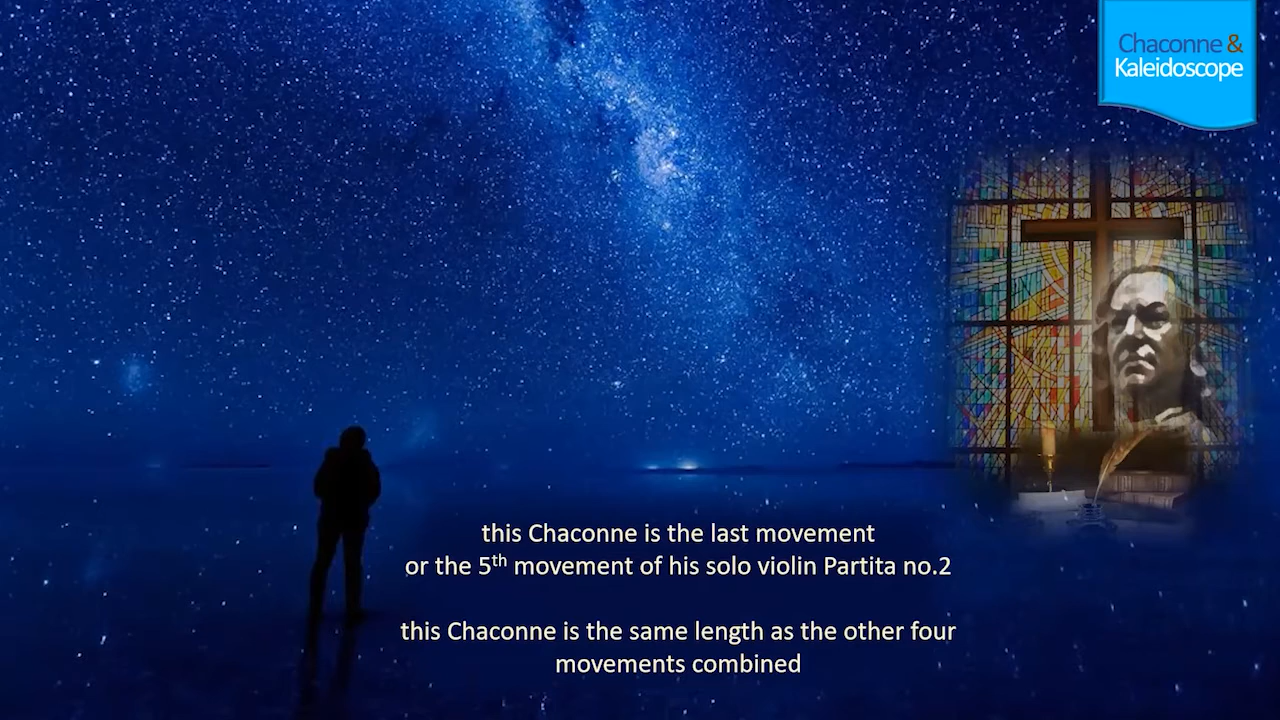 Chaconne &
Kaleidoscope
this Chaconne is the last movement
or the 5th movement of his solo violin Partita no.2
this Chaconne is the same length as the other four
movements combined